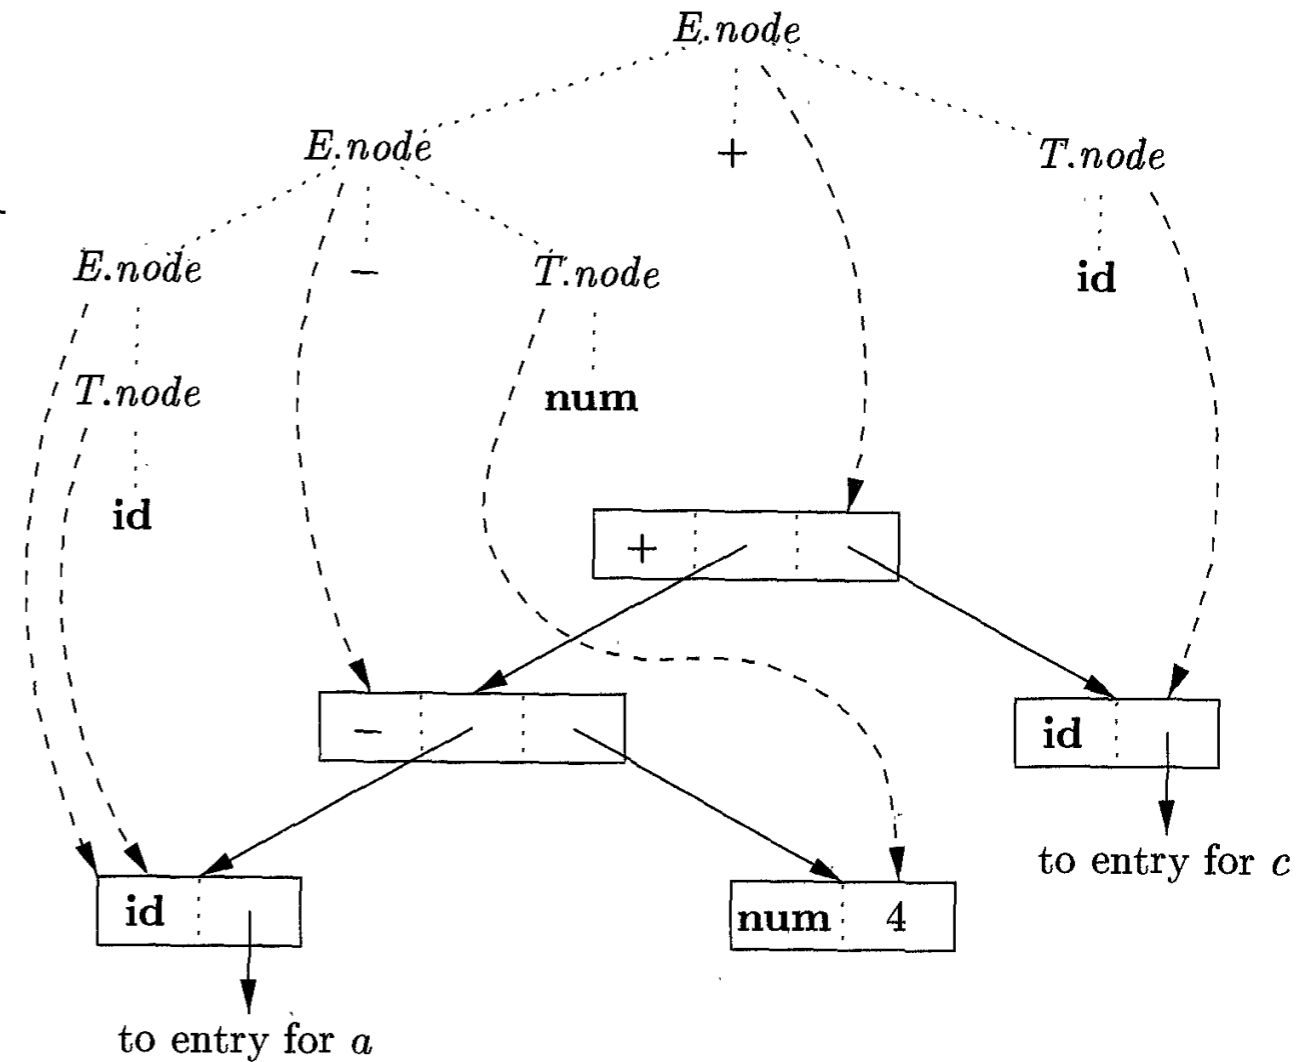 E.node
E.node + T.node
E.node − T.node id
T.node num
id
+
− id
to entry for c
id num 4
to entry for a